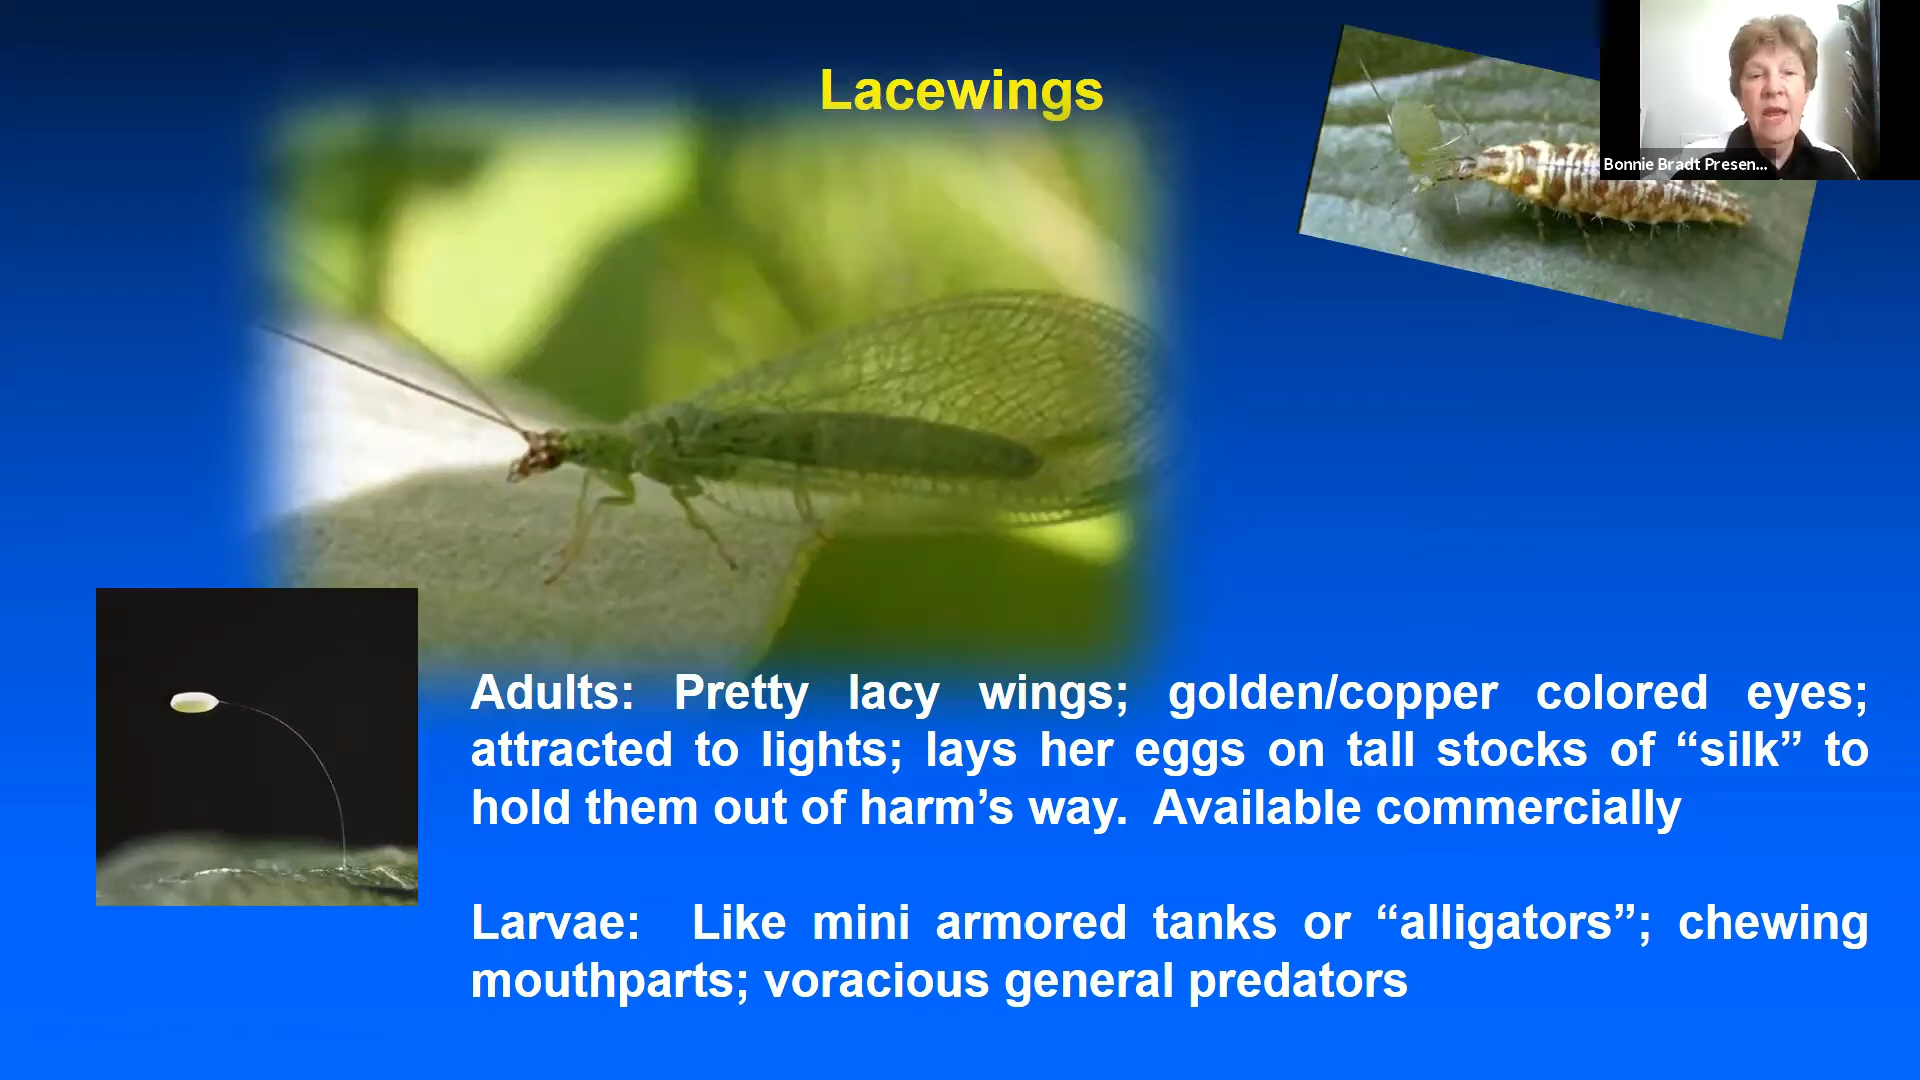 Lacewings
Bonnie Bradt Presen...
Adults: Pretty lacy wings; golden/copper colored eyes;
attracted to lights; lays her eggs on tall stocks of “silk” to
hold them out of harm’s way.  Available commercially
Larvae:  Like mini armored tanks or “alligators”; chewing
mouthparts; voracious general predators